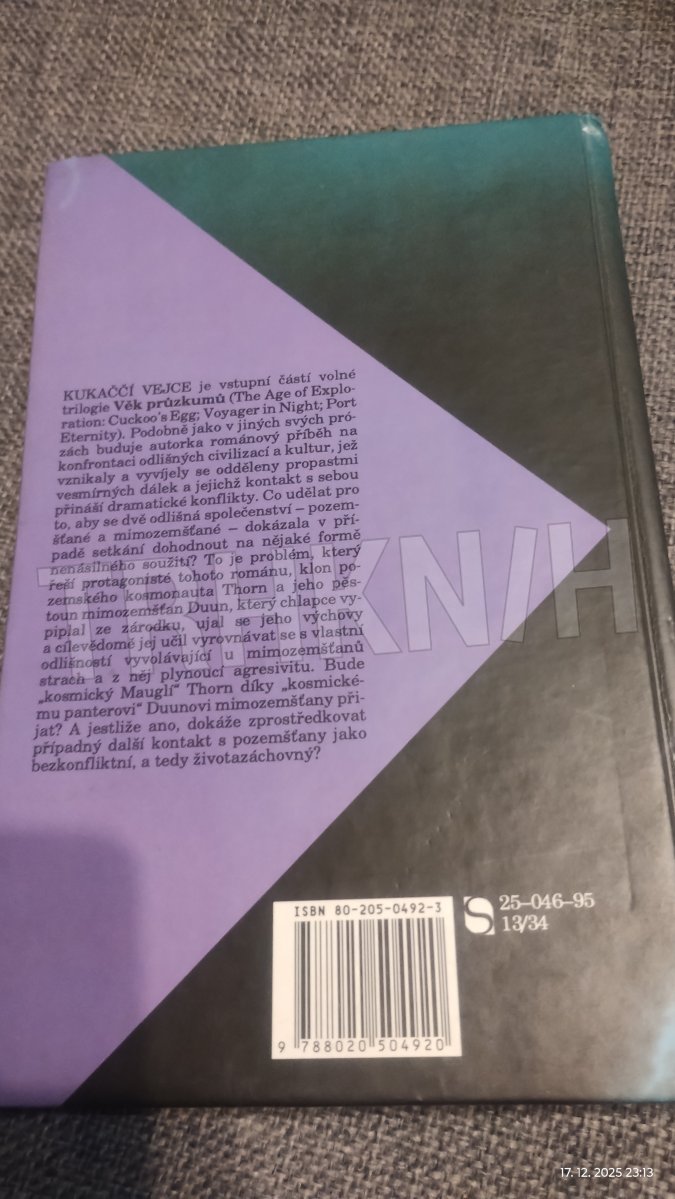 KUKAČČÍ VEJCE je vstupní částí volné
trilogie Věk průzkumů (The Age of Explo-
ration: Cuckoo's Egg; Voyager in Night; Port
Eternity). Podobně jako v jiných svých pró-
zách buduje autorka románový příběh na
konfrontaci odlišných civilizací a kultur, jež
vznikaly a vyvíjely se odděleny propastmi
vesmírných dálek a jejichž kontakt s sebou
přináší dramatické konflikty. Co udělat pro
to, aby se dvě odlišná společenství – pozem-
šťané a mimozemšťané – dokázala v pří-
padě setkání dohodnout na nějaké formě
nenásilného soužití? To je problém, který
řeší protagonisté tohoto románu, klon po-
zemského kosmonauta Thorn a jeho pěs-
toun mimozemšťan Duun, který chlapce vy-
piplal ze zárodku, ujal se jeho výchovy
a cílevědomě jej učil vyrovnávat se s vlastní
odlišností vyvolávající u mimozemšťanů
strach a z něj plynoucí agresivitu. Bude
„kosmický Mauglí“ Thorn díky „kosmické-
mu panterovi“ Duunovi mimozemšťany při-
jat? A jestliže ano, dokáže zprostředkovat
případný další kontakt s pozemšťany jako
bezkonfliktní, a tedy životazáchovný?
TRH KNIH
ISBN 80-205-0492-3
9 788020 504920
S
25–046–95
13/34
17. 12. 2025 23:13